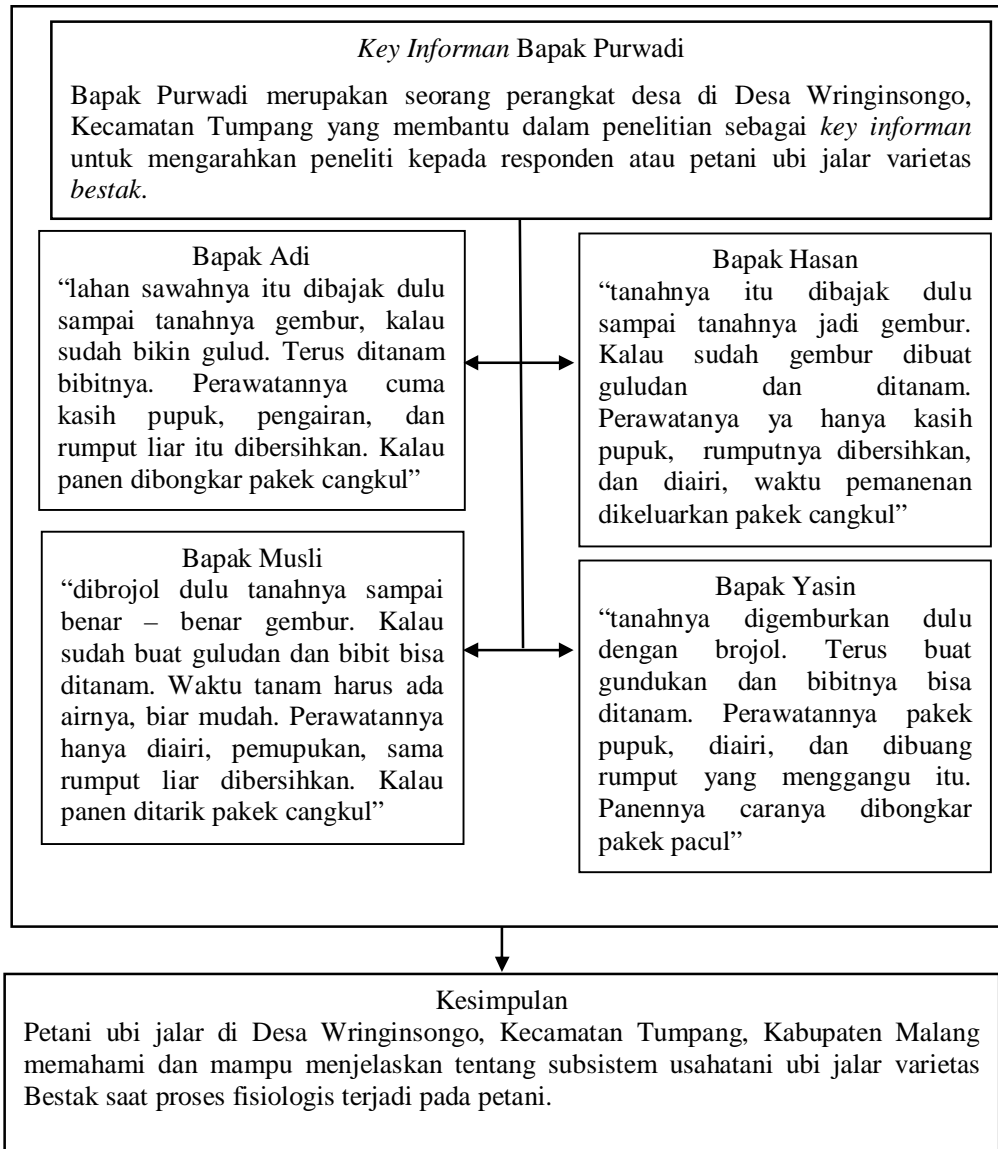 Key Informan Bapak Purwadi
Bapak Purwadi merupakan seorang perangkat desa di Desa Wringinsongo,
Kecamatan Tumpang yang membantu dalam penelitian sebagai key informan
untuk mengarahkan peneliti kepada responden atau petani ubi jalar varietas
bestak.
Bapak Adi
“lahan sawahnya itu dibajak dulu
sampai tanahnya gembur, kalau
sudah bikin gulud. Terus ditanam
bibitnya. Perawatannya cuma
kasih pupuk, pengairan, dan
rumput liar itu dibersihkan. Kalau
panen dibongkar pakek cangkul”
Bapak Hasan
“tanahnya itu dibajak dulu
sampai tanahnya jadi gembur.
Kalau sudah gembur dibuat
guludan dan ditanam.
Perawatanya ya hanya kasih
pupuk, rumputnya dibersihkan,
dan diairi, waktu pemanenan
dikeluarkan pakek cangkul”
Bapak Musli
“dibrojol dulu tanahnya sampai
benar – benar gembur. Kalau
sudah buat guludan dan bibit bisa
ditanam. Waktu tanam harus ada
airnya, biar mudah. Perawatannya
hanya diairi, pemupukan, sama
rumput liar dibersihkan. Kalau
panen ditarik pakek cangkul”
Bapak Yasin
“tanahnya digemburkan dulu
dengan brojol. Terus buat
gundukan dan bibitnya bisa
ditanam. Perawatannya pakek
pupuk, diairi, dan dibuang
rumput yang menggangu itu.
Panennya caranya dibongkar
pakek pacul”
Kesimpulan
Petani ubi jalar di Desa Wringinsongo, Kecamatan Tumpang, Kabupaten Malang
memahami dan mampu menjelaskan tentang subsistem usahatani ubi jalar varietas
Bestak saat proses fisiologis terjadi pada petani.